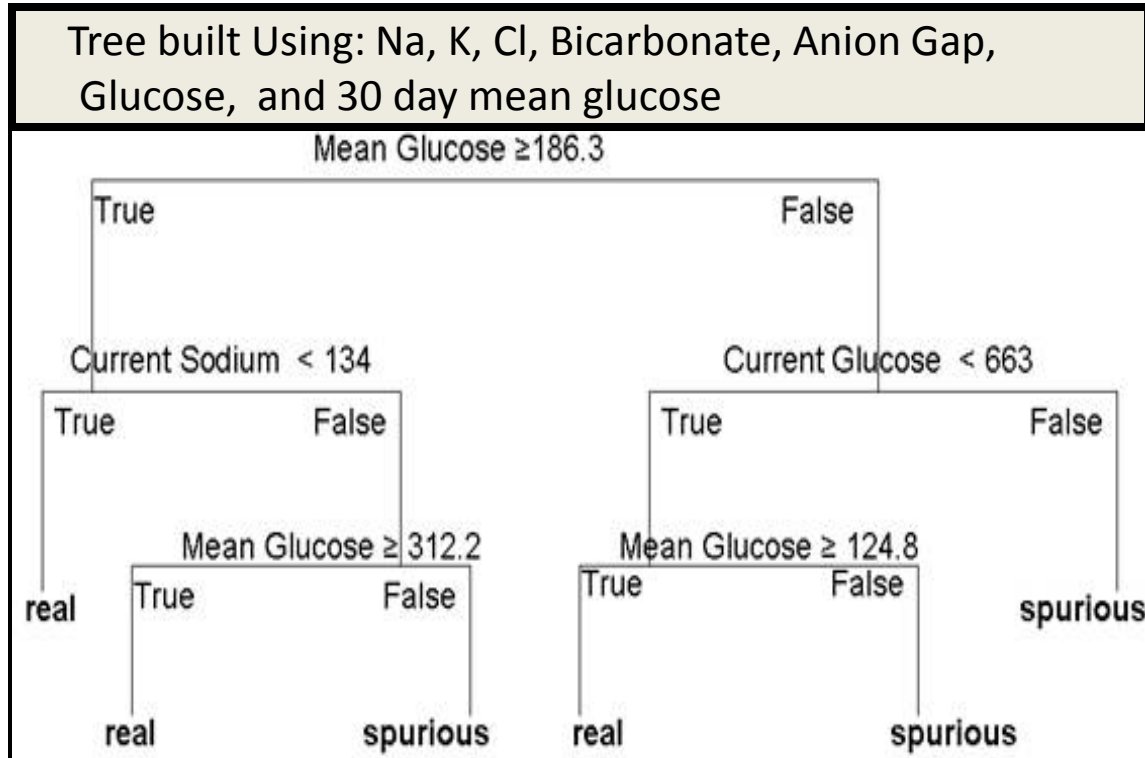 Tree built Using: Na, K, Cl, Bicarbonate, Anion Gap,
Glucose, and 30 day mean glucose
Mean Glucose ≥186.3
True
False
Current Sodium < 134
Current Glucose < 663
True
False
True
False
Mean Glucose ≥ 312.2
Mean Glucose ≥ 124.8
real
True
False
True
False
spurious
real
spurious
real
spurious